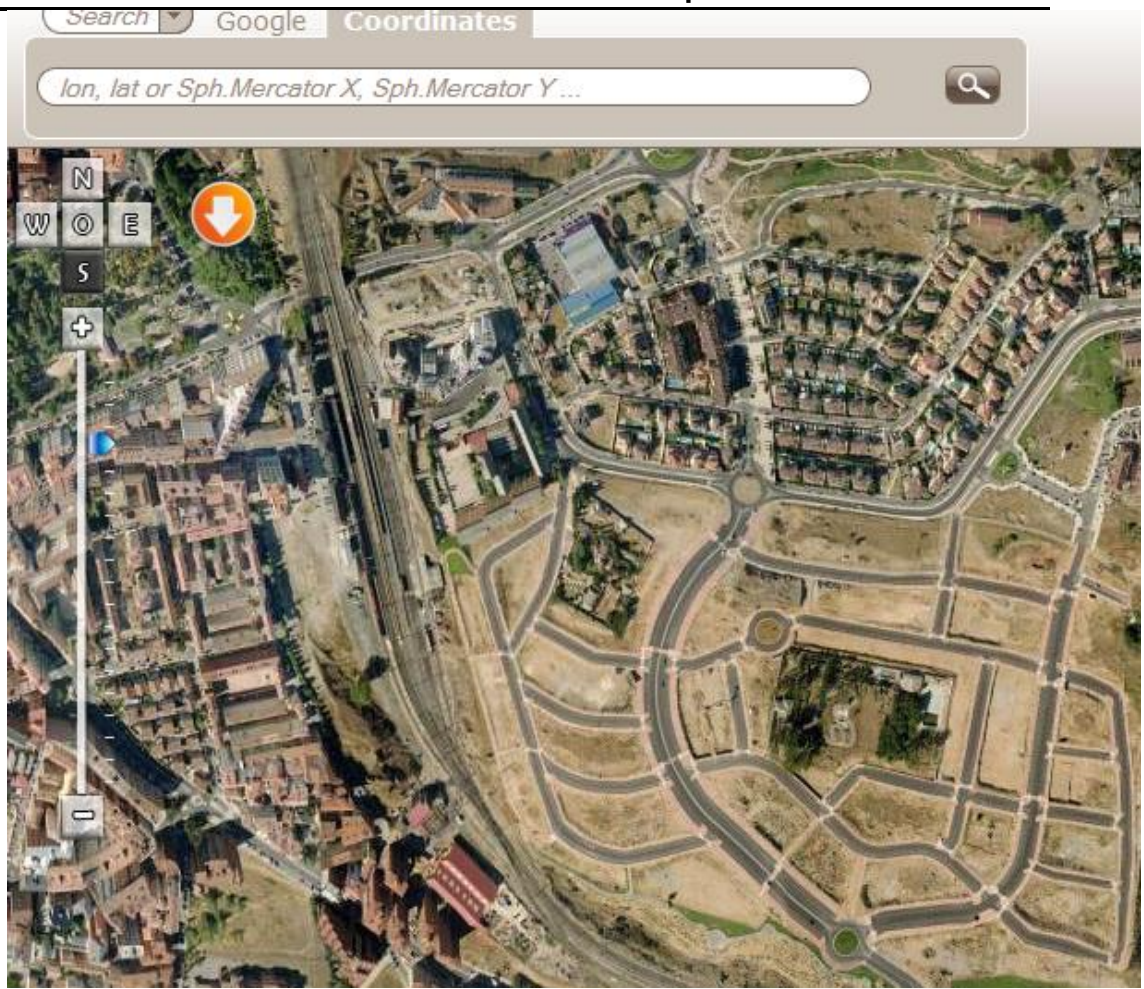 Search Google Coordinates
lon, lat or Sph.Mercator X, Sph.Mercator Y ...
N
W O E
S